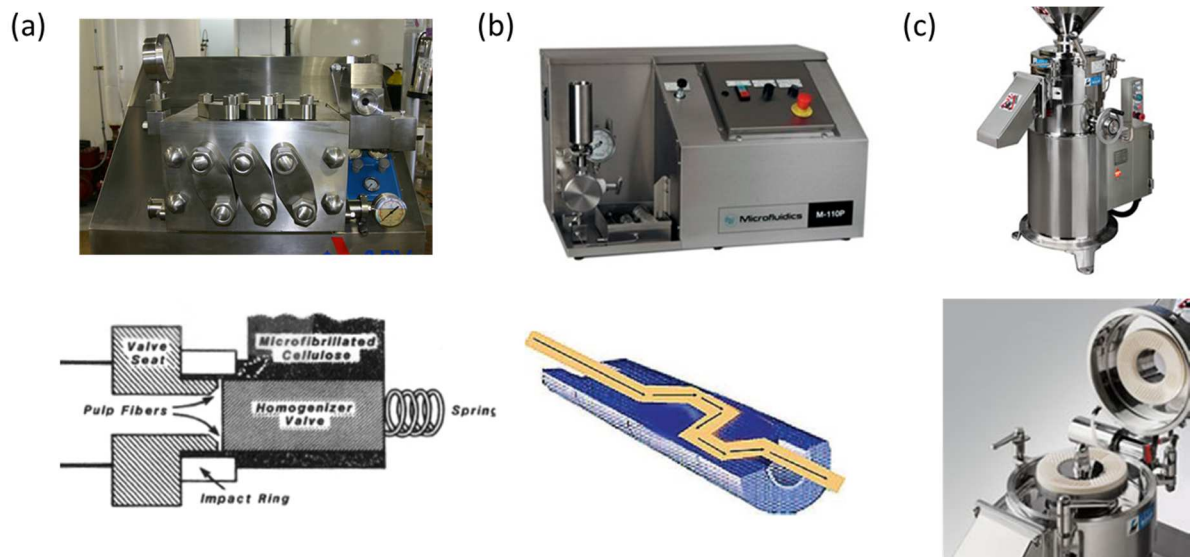 (a)
(b)
(c)
Microfluidics
M-110P
Valve
Seat
Microfibrillated
Cellulose
Pulp Fibers
Homogenizer
Valve
Spring
Impact Ring